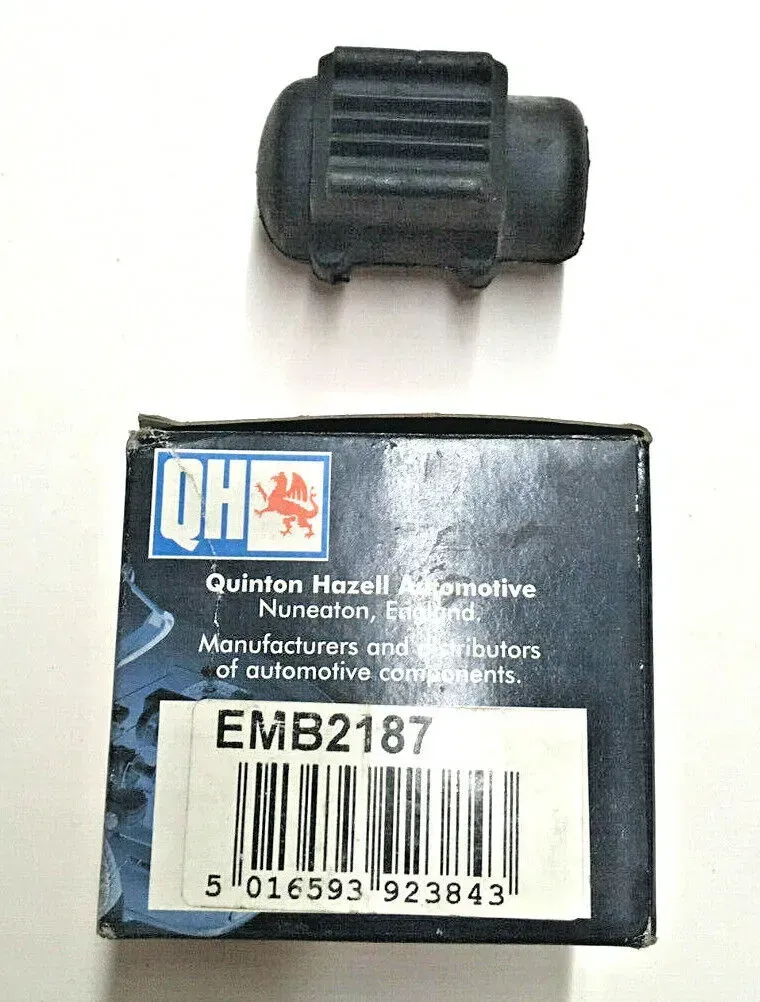 QH
Quinton Hazell Automotive
Nuneaton, England.
Manufacturers and distributors
of automotive components.
EMB2187
5 016593 923843